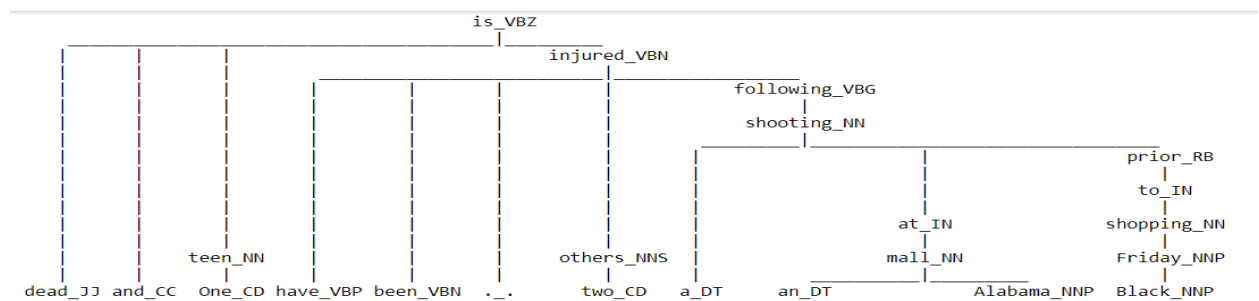 is_VBZ
injured_VBN
following_VBG
shooting_NN
prior_RB
to_IN
at_IN shopping_NN
teen_NN others_NNS mall_NN Friday_NNP
dead_JJ and_CC One_CD have_VBP been_VBN ._. two_CD a_DT an_DT Alabama_NNP Black_NNP